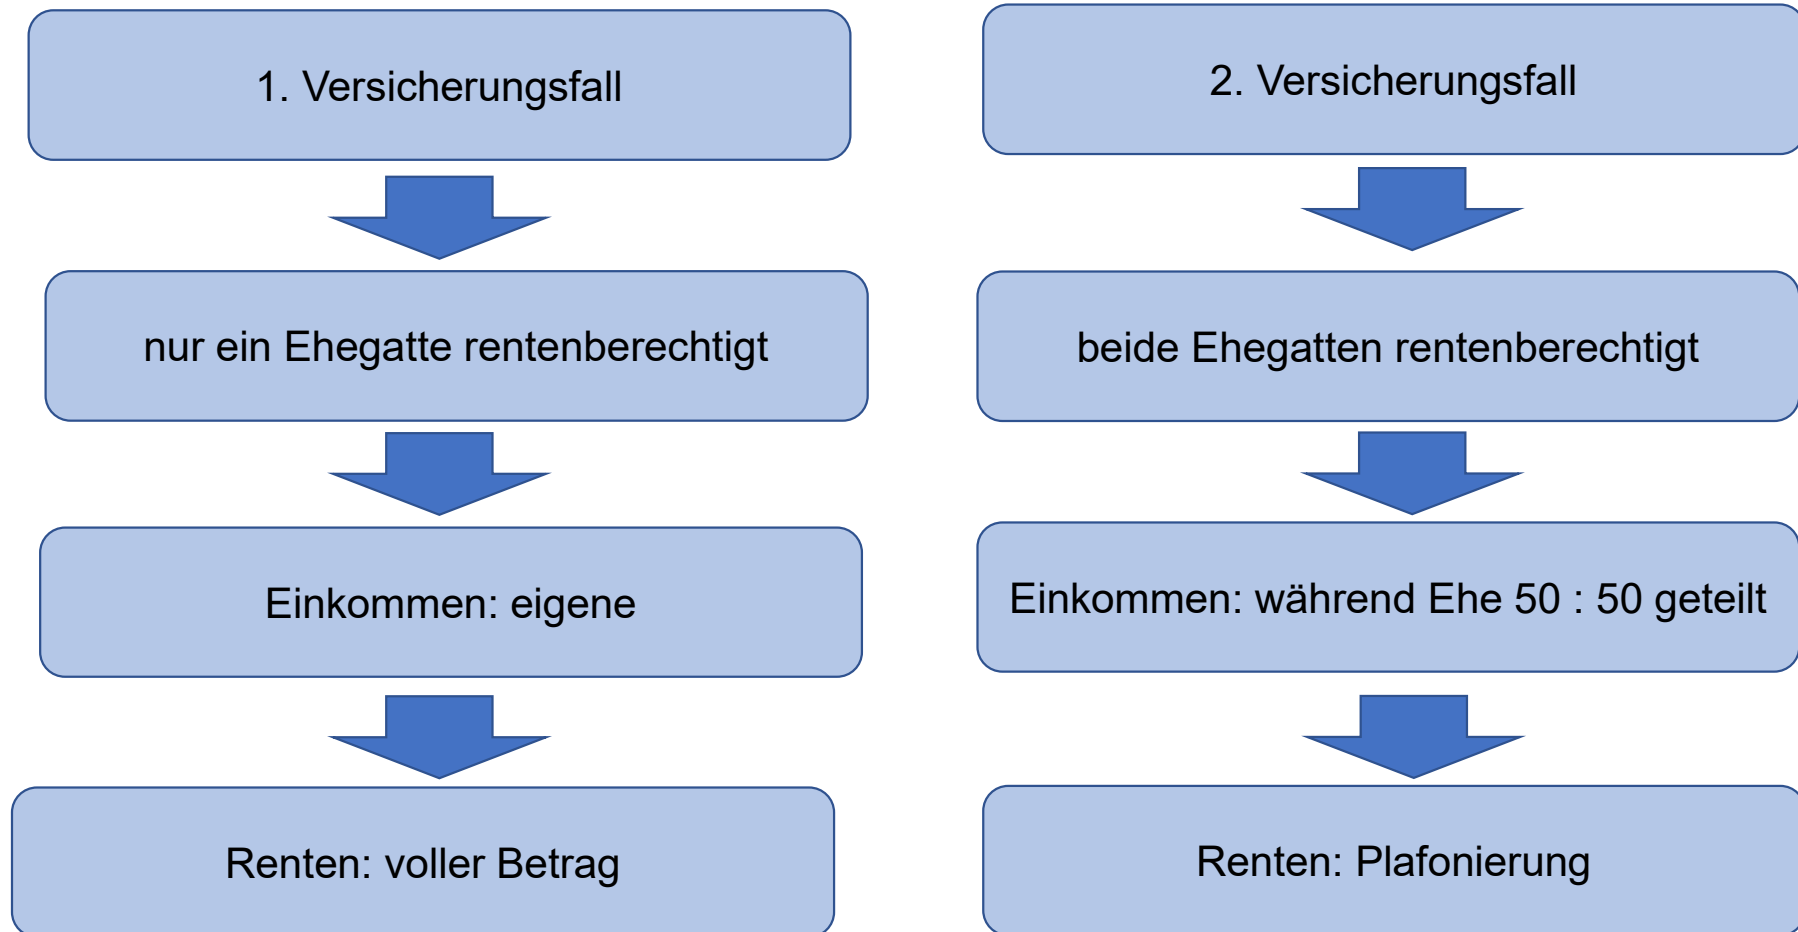 1. Versicherungsfall
nur ein Ehegatte rentenberechtigt
Einkommen: eigene
Renten: voller Betrag
2. Versicherungsfall
beide Ehegatten rentenberechtigt
Einkommen: während Ehe 50 : 50 geteilt
Renten: Plafonierung